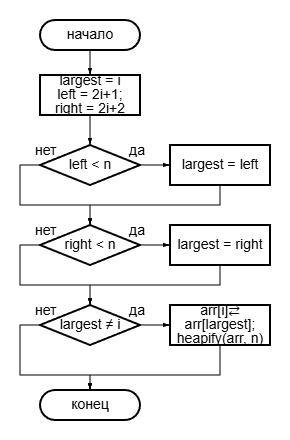 начало
largest = i
left = 2i+1;
right = 2i+2
нет
да
left < n
largest = left
нет
да
right < n
largest = right
нет
да
largest ≠ i
arr[i]⇄
arr[largest];
heapify(arr, n)
конец